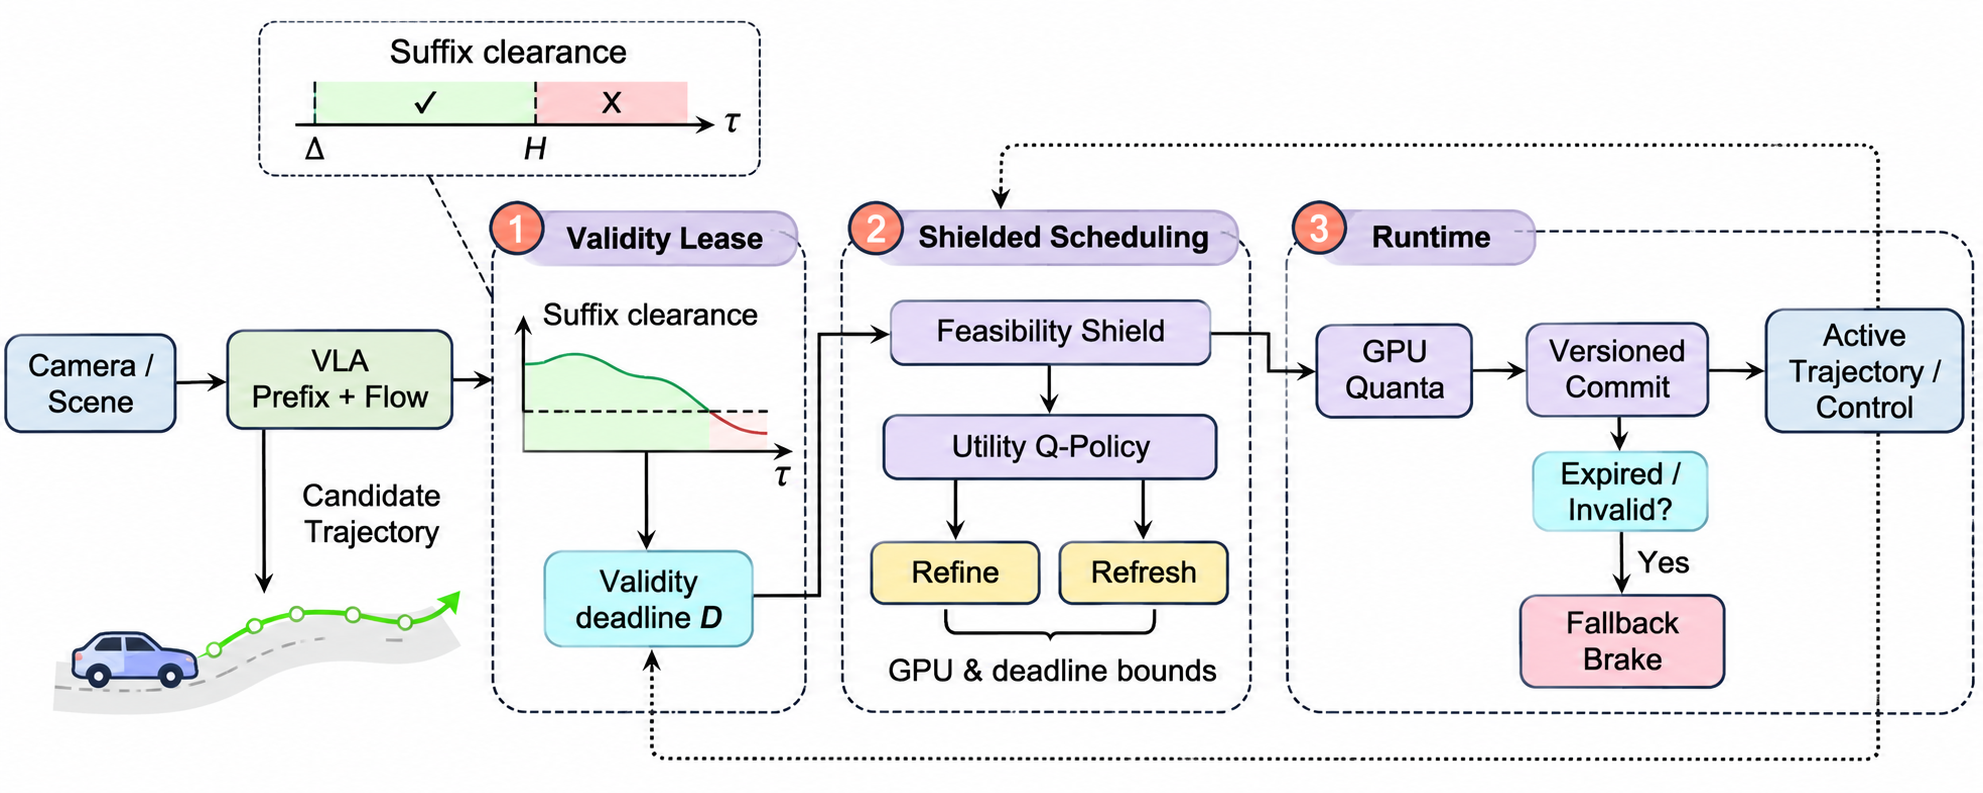 Suffix clearance
✓ X
τ
Δ H
1 Validity Lease
Suffix clearance
τ
Validity
deadline D
Camera /
Scene
VLA
Prefix + Flow
Candidate
Trajectory
2 Shielded Scheduling
Feasibility Shield
Utility Q-Policy
Refine
Refresh
GPU & deadline bounds
3 Runtime
GPU
Quanta
Versioned
Commit
Active
Trajectory /
Control
Expired /
Invalid?
Yes
Fallback
Brake